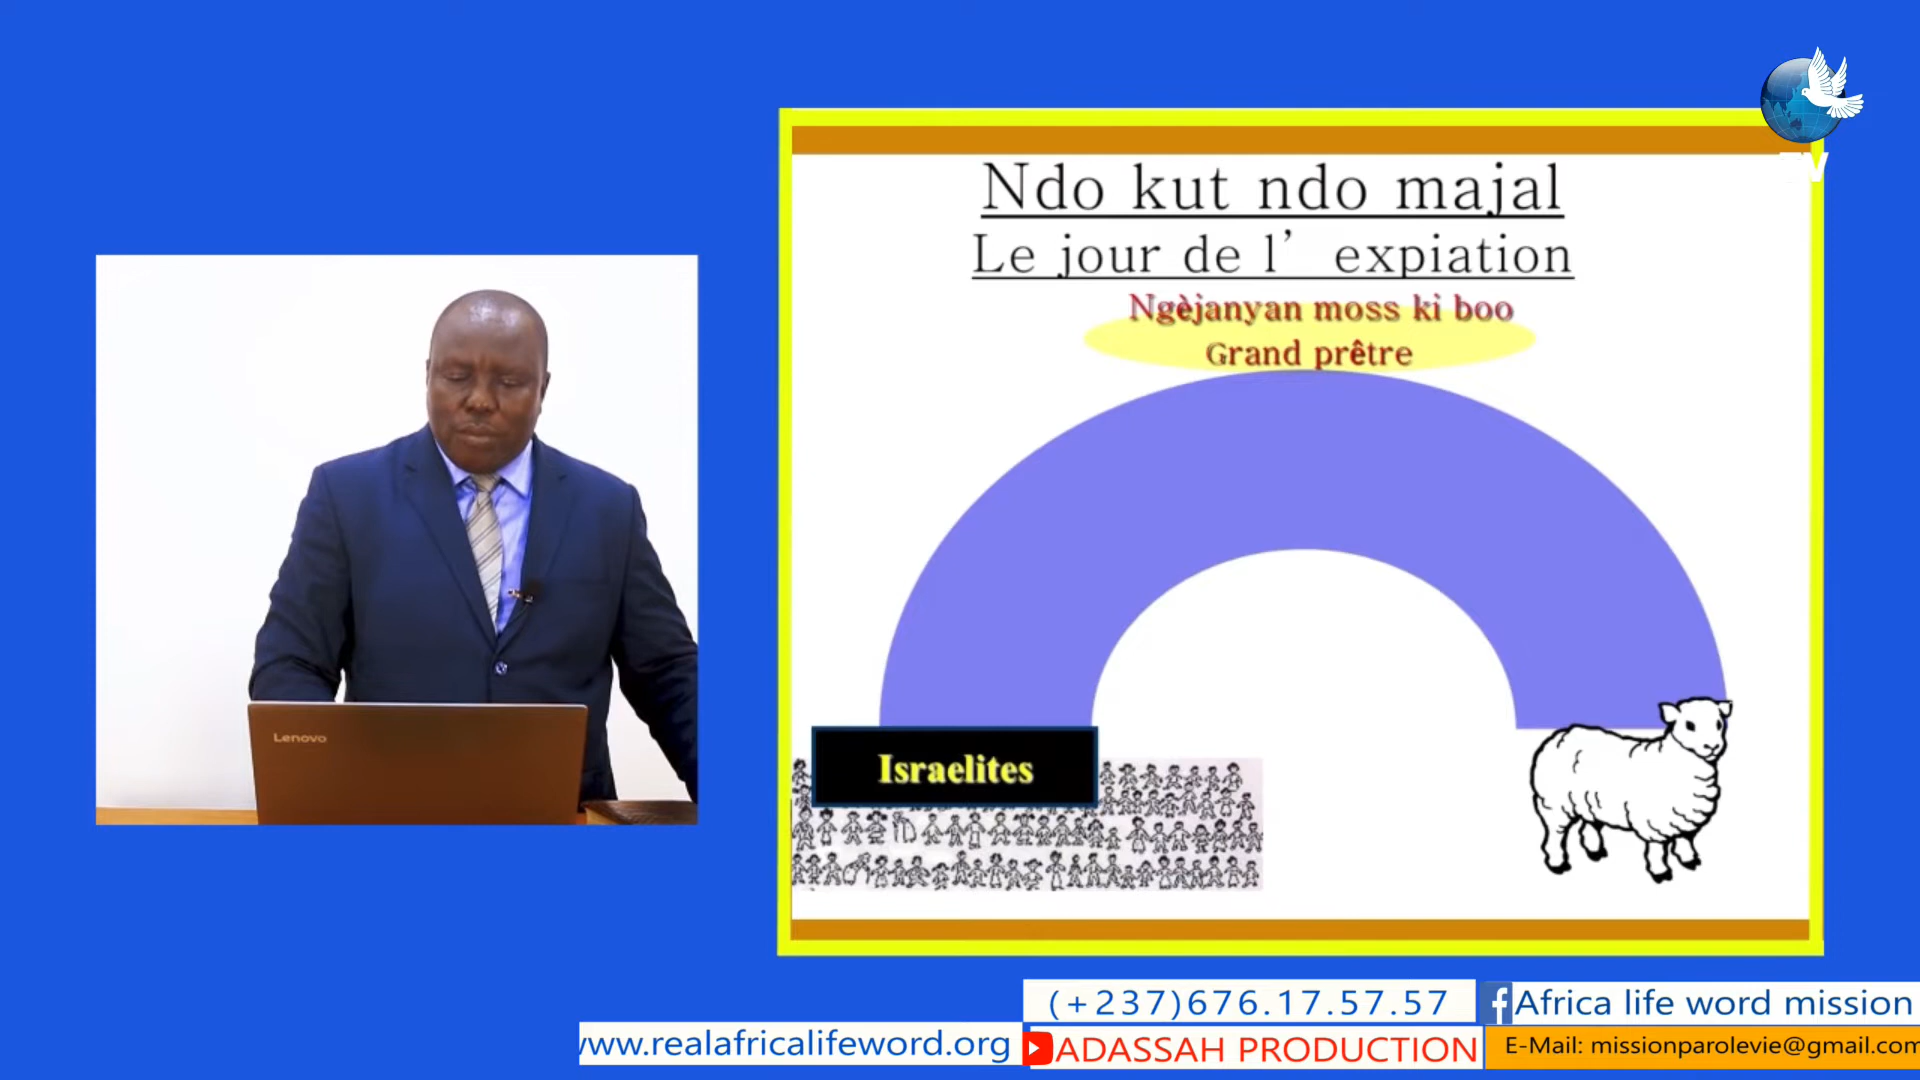 TV
Ndo kut ndo majal
Le jour de l’ expiation
Ngèjanyan moss ki boo
Grand prêtre
Israelites
Lenovo
(+237)676.17.57.57
Africa life word mission
www.realafricalifeword.org
ADASSAH PRODUCTION
E-Mail: missionparolevie@gmail.com